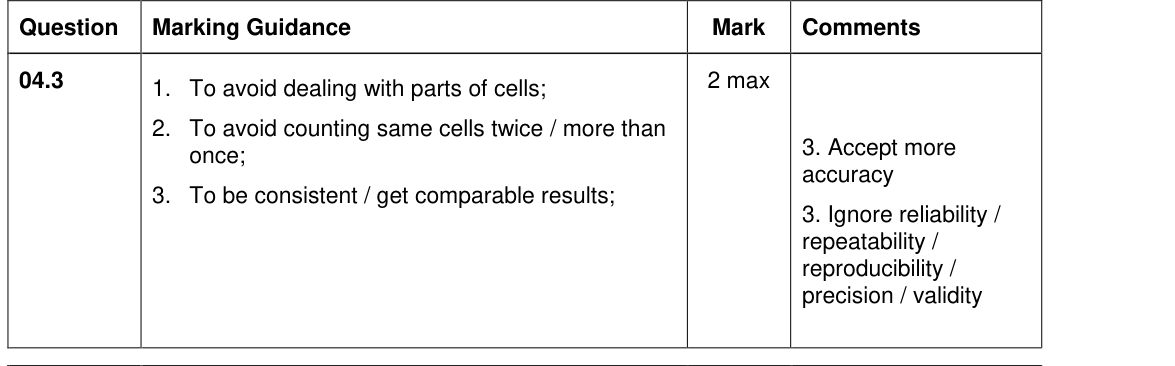 Question Marking Guidance Mark Comments
04.3
1. To avoid dealing with parts of cells;
2. To avoid counting same cells twice / more than
once;
3. To be consistent / get comparable results;
2 max
3. Accept more
accuracy
3. Ignore reliability /
repeatability /
reproducibility /
precision / validity